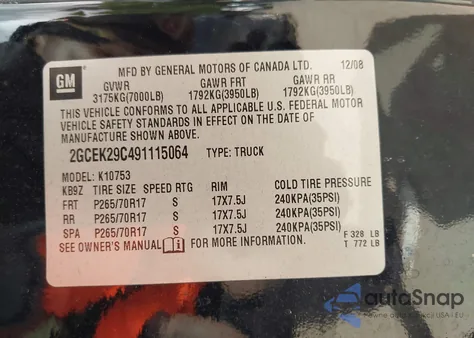 GM
MFD BY GENERAL MOTORS OF CANADA LTD. 12/08
GVWR GAWR FRT GAWR RR
3175KG(7000LB) 1792KG(3950LB) 1792KG(3950LB)
THIS VEHICLE CONFORMS TO ALL APPLICABLE U.S. FEDERAL MOTOR
VEHICLE SAFETY STANDARDS IN EFFECT ON THE DATE OF
MANUFACTURE SHOWN ABOVE.
2GCEK29C491115064 TYPE: TRUCK
MODEL: K10753
KB9Z TIRE SIZE SPEED RTG RIM COLD TIRE PRESSURE
FRT P265/70R17 S 17X7.5J 240KPA(35PSI)
RR P265/70R17 S 17X7.5J 240KPA(35PSI)
SPA P265/70R17 S 17X7.5J 240KPA(35PSI)
SEE OWNER'S MANUAL FOR MORE INFORMATION.
F 328 LB
T 772 LB
autoSnap